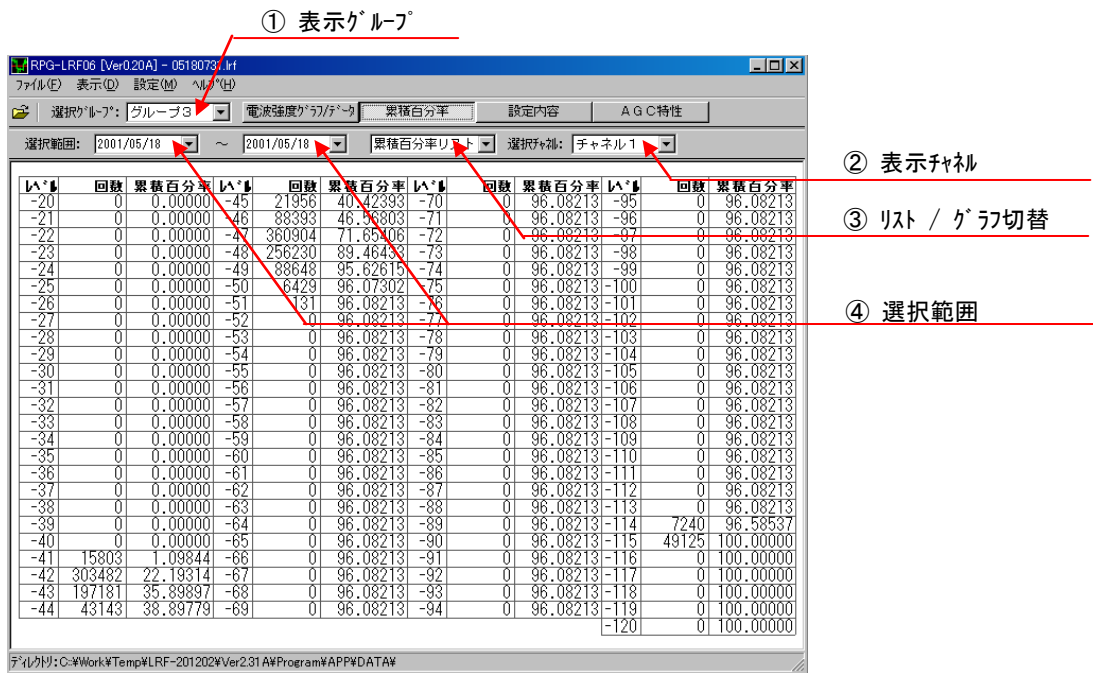 ① 表示ｸﾞﾙｰﾌﾟ
RPG-LRF06 [Ver0.20A] - 05180731.lrf
ﾌｧｲﾙ(F) 表示(D) 設定(M) ﾍﾙﾌﾟ(H)
選択ｸﾞﾙｰﾌﾟ: グループ３ 電波強度ｸﾞﾗﾌ/ﾃﾞｰﾀ 累積百分率 設定内容 ＡＧＣ特性
選択範囲: 2001/05/18 ～ 2001/05/18 累積百分率リスト 選択ﾁｬﾈﾙ: チャネル１
② 表示ﾁｬﾈﾙ
ﾚﾍﾞﾙ 回数 累積百分率 ﾚﾍﾞﾙ 回数 累積百分率 ﾚﾍﾞﾙ 回数 累積百分率 ﾚﾍﾞﾙ 回数 累積百分率
-20 0 0.00000 -45 21956 40.42393 -70 0 96.08213 -95 0 96.08213
-21 0 0.00000 -46 88393 46.56803 -71 0 96.08213 -96 0 96.08213
③ ﾘｽﾄ / ｸﾞﾗﾌ切替
-22 0 0.00000 -47 360904 71.65406 -72 0 96.08213 -97 0 96.08213
-23 0 0.00000 -48 256230 89.46433 -73 0 96.08213 -98 0 96.08213
-24 0 0.00000 -49 88648 95.62615 -74 0 96.08213 -99 0 96.08213
-25 0 0.00000 -50 6429 96.07302 -75 0 96.08213 -100 0 96.08213
-26 0 0.00000 -51 131 96.08213 -76 0 96.08213 -101 0 96.08213
④ 選択範囲
-27 0 0.00000 -52 0 96.08213 -77 0 96.08213 -102 0 96.08213
-28 0 0.00000 -53 0 96.08213 -78 0 96.08213 -103 0 96.08213
-29 0 0.00000 -54 0 96.08213 -79 0 96.08213 -104 0 96.08213
-30 0 0.00000 -55 0 96.08213 -80 0 96.08213 -105 0 96.08213
-31 0 0.00000 -56 0 96.08213 -81 0 96.08213 -106 0 96.08213
-32 0 0.00000 -57 0 96.08213 -82 0 96.08213 -107 0 96.08213
-33 0 0.00000 -58 0 96.08213 -83 0 96.08213 -108 0 96.08213
-34 0 0.00000 -59 0 96.08213 -84 0 96.08213 -109 0 96.08213
-35 0 0.00000 -60 0 96.08213 -85 0 96.08213 -110 0 96.08213
-36 0 0.00000 -61 0 96.08213 -86 0 96.08213 -111 0 96.08213
-37 0 0.00000 -62 0 96.08213 -87 0 96.08213 -112 0 96.08213
-38 0 0.00000 -63 0 96.08213 -88 0 96.08213 -113 0 96.08213
-39 0 0.00000 -64 0 96.08213 -89 0 96.08213 -114 7240 96.58537
-40 0 0.00000 -65 0 96.08213 -90 0 96.08213 -115 49125 100.00000
-41 15803 1.09844 -66 0 96.08213 -91 0 96.08213 -116 0 100.00000
-42 303482 22.19314 -67 0 96.08213 -92 0 96.08213 -117 0 100.00000
-43 197181 35.89897 -68 0 96.08213 -93 0 96.08213 -118 0 100.00000
-44 43143 38.89779 -69 0 96.08213 -94 0 96.08213 -119 0 100.00000
-120 0 100.00000
ﾃﾞｨﾚｸﾄﾘ:C:¥Work¥Temp¥LRF-201202¥Ver2.31A¥Program¥APP¥DATA¥